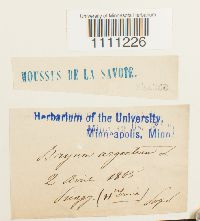 University of Minnesota Herbarium
1111226
MOUSSES DE LA SAVOIE.
Herbarium of the University,
Minneapolis, Minn.
Bryum argenteum L
2 Avril 1865